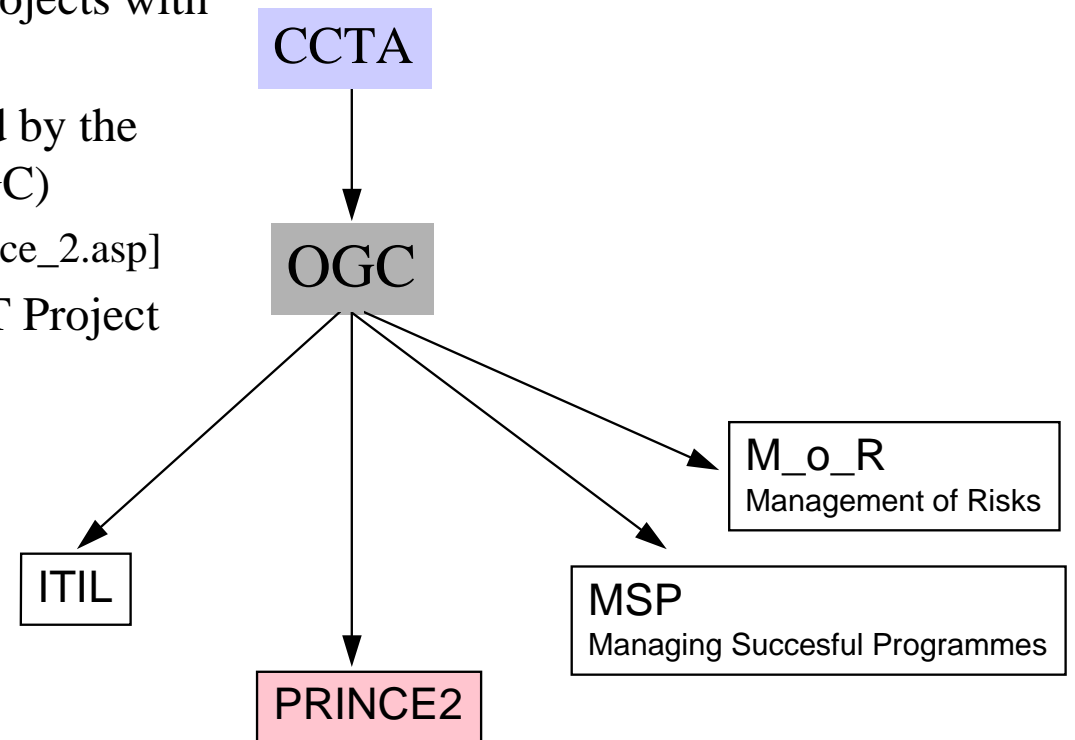 ojects with
CCTA
d by the
C)
ce_2.asp]
OGC
T Project
M_o_R
Management of Risks
ITIL
MSP
Managing Succesful Programmes
PRINCE2